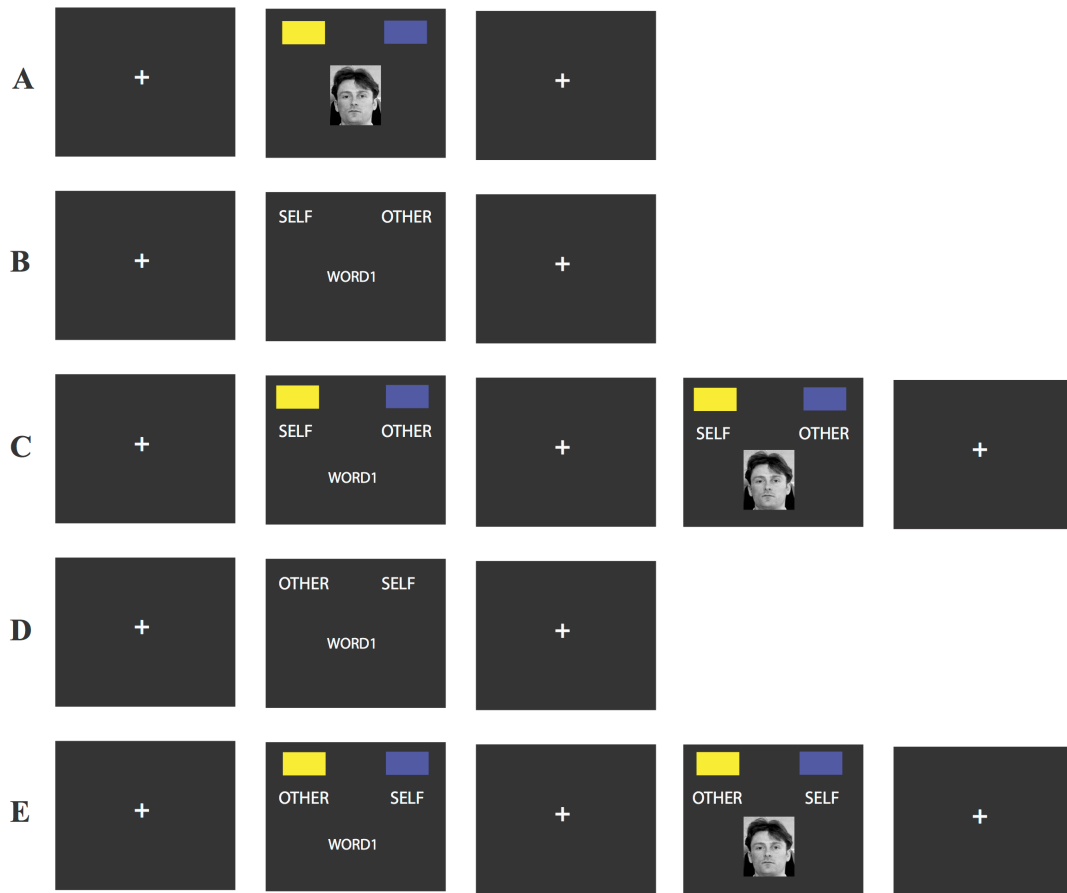 A
B
SELF OTHER
WORD1
C
SELF OTHER
WORD1
SELF OTHER
D
OTHER SELF
WORD1
E
OTHER SELF
WORD1
OTHER SELF